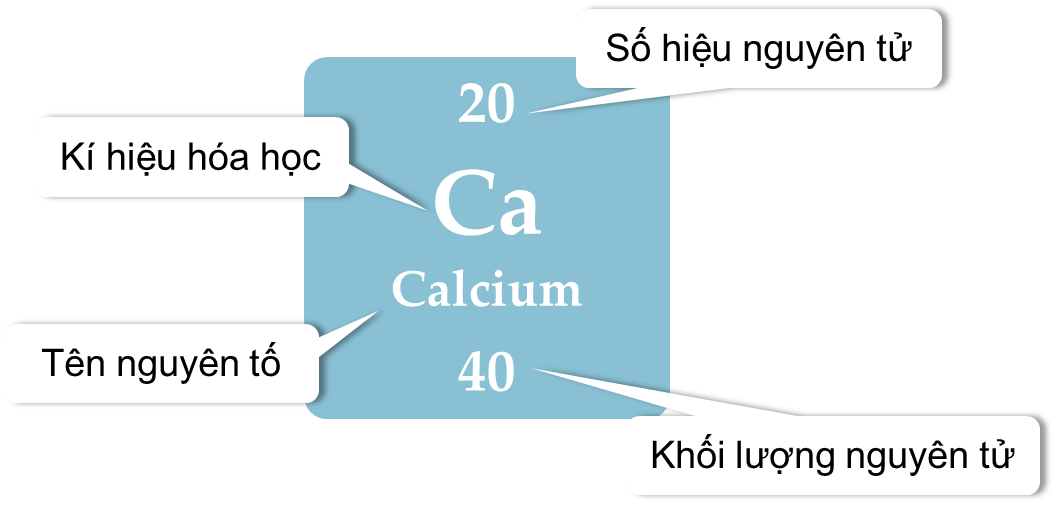 Số hiệu nguyên tử
20
Kí hiệu hóa học
Ca
Calcium
Tên nguyên tố
40
Khối lượng nguyên tử